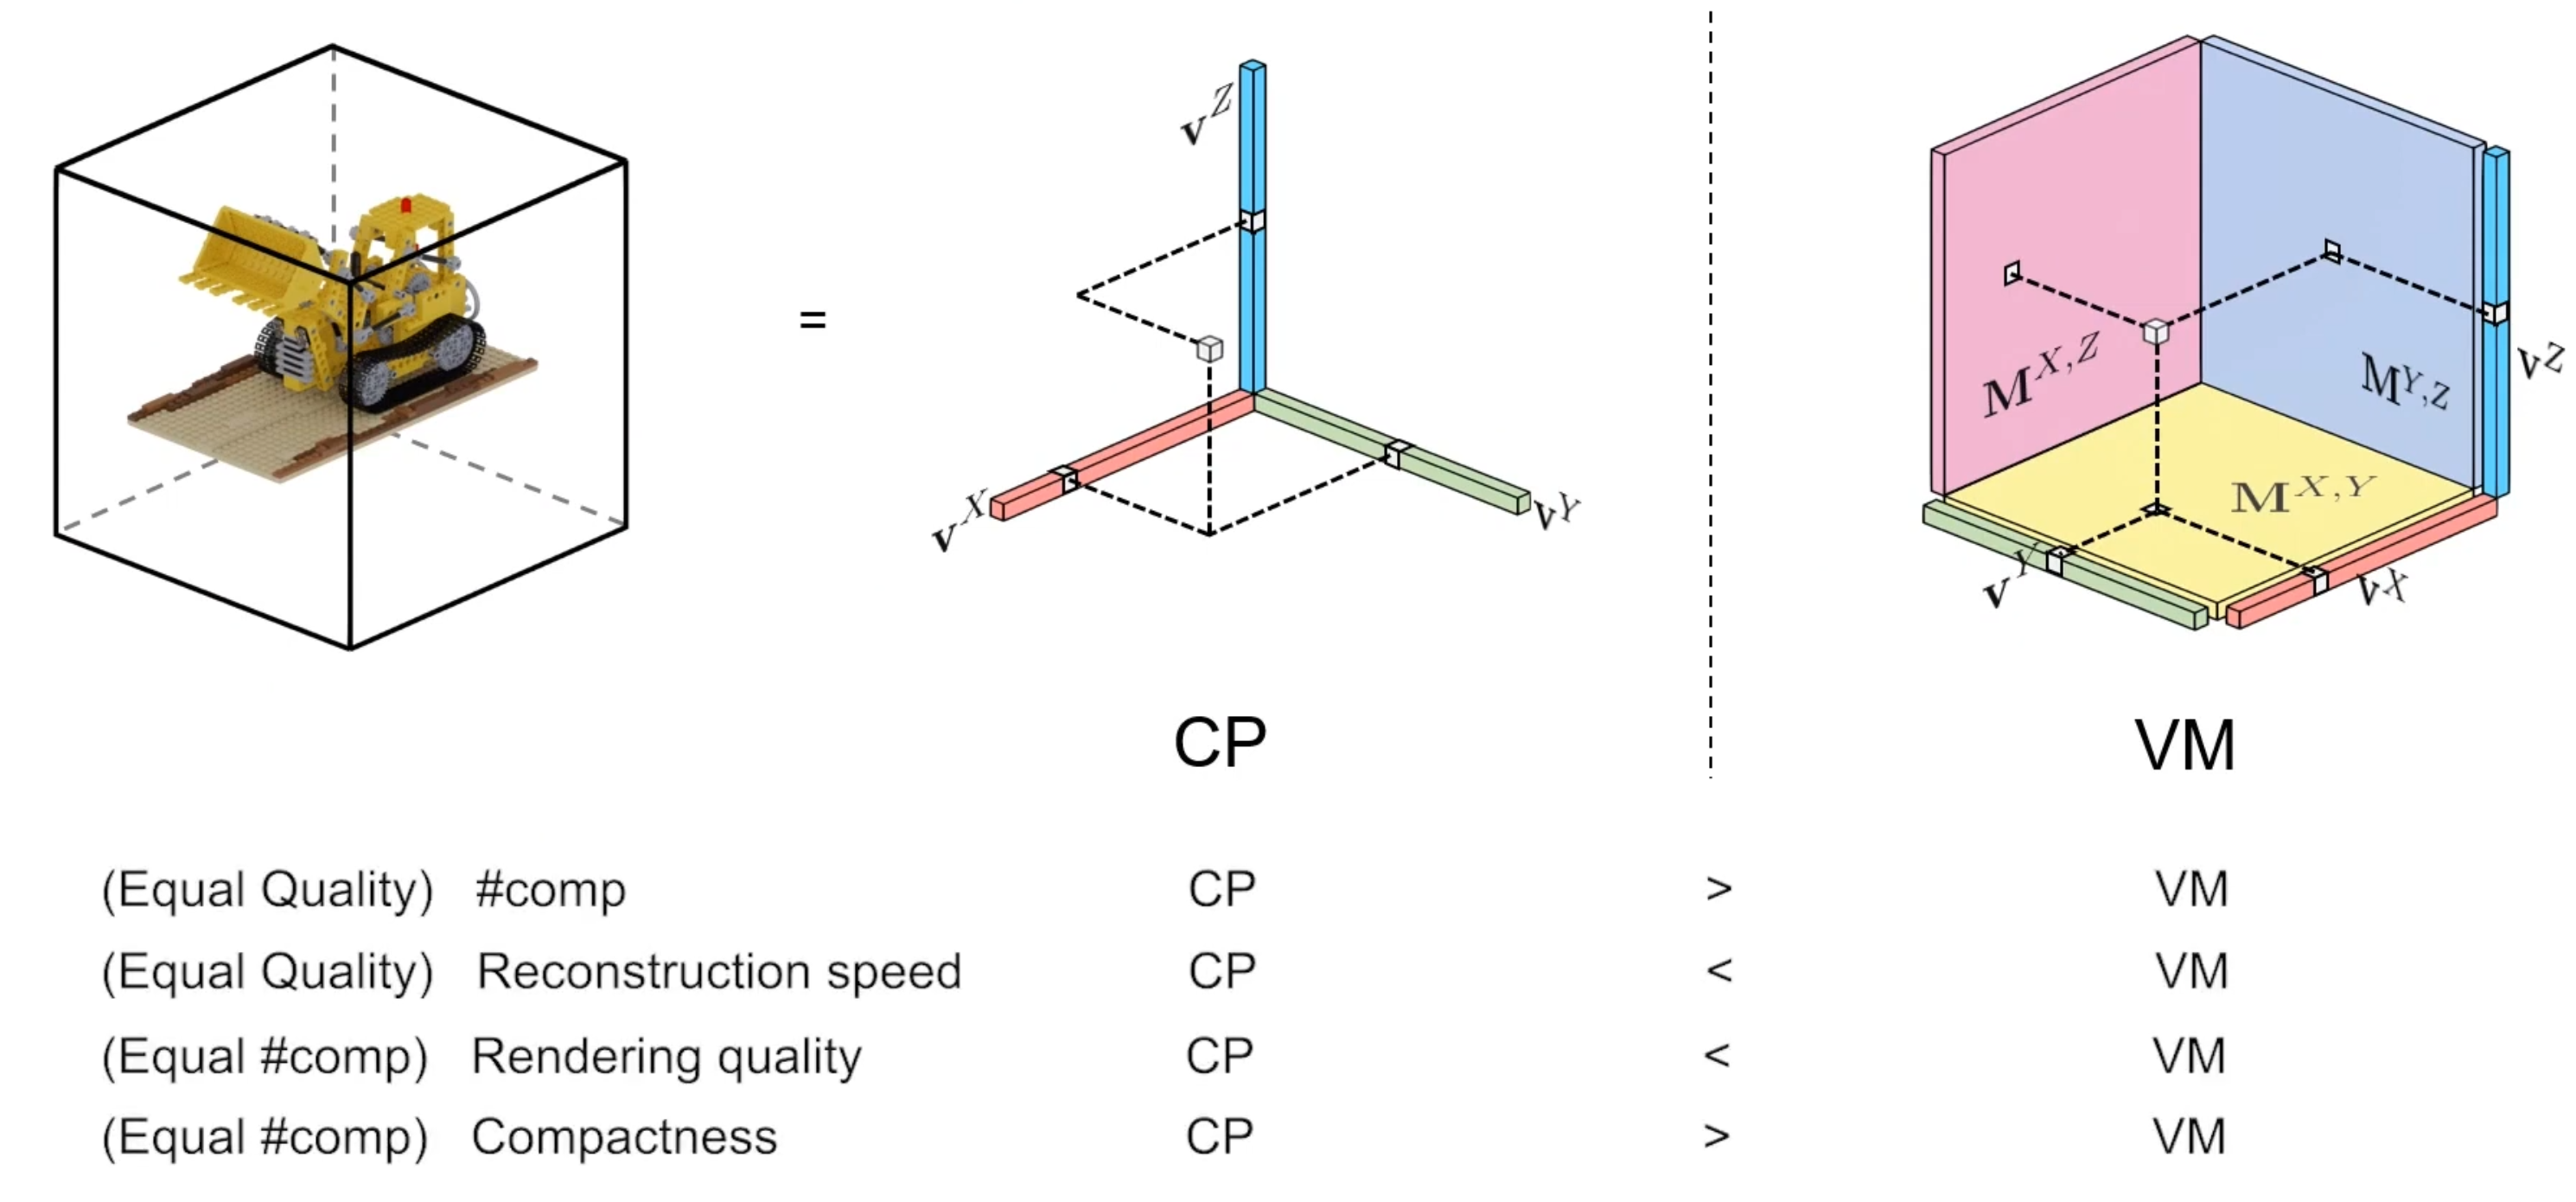 =
v^Z
v^X
v^Y
M^{X,Z}
M^{Y,Z}
M^{X,Y}
v^Z
v^Y
v^X
CP VM
(Equal Quality) #comp CP > VM
(Equal Quality) Reconstruction speed CP < VM
(Equal #comp) Rendering quality CP < VM
(Equal #comp) Compactness CP > VM